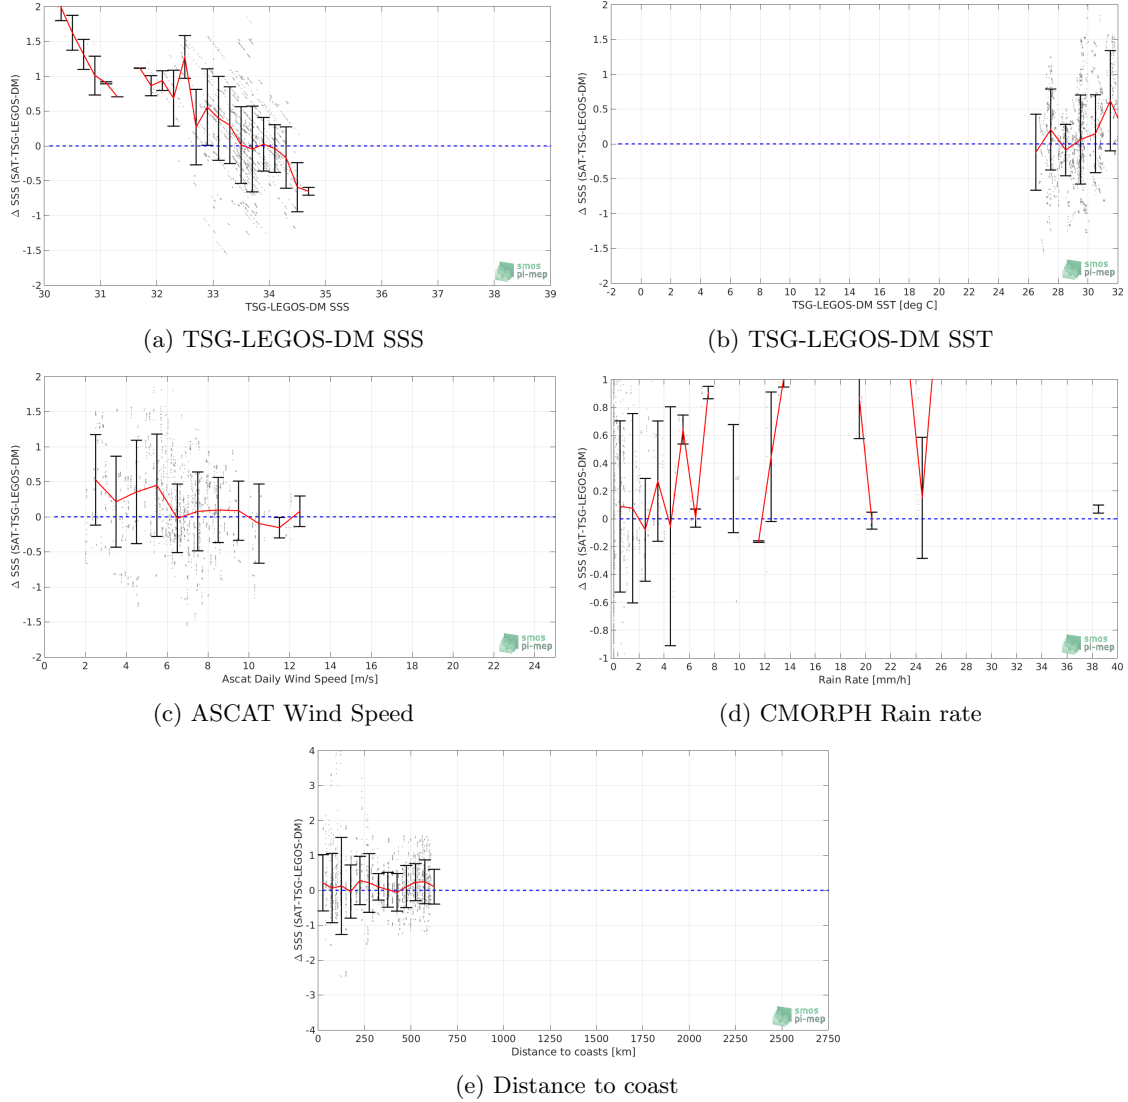 2
1.5
1
0.5
0
-0.5
-1
-1.5
-2
Δ SSS (SAT-TSG-LEGOS-DM)
30 31 32 33 34 35 36 37 38 39
TSG-LEGOS-DM SSS
smos
pi-mep
(a) TSG-LEGOS-DM SSS
2
1.5
1
0.5
0
-0.5
-1
-1.5
-2
Δ SSS (SAT-TSG-LEGOS-DM)
-2 0 2 4 6 8 10 12 14 16 18 20 22 24 26 28 30 32
TSG-LEGOS-DM SST [deg C]
smos
pi-mep
(b) TSG-LEGOS-DM SST
2
1.5
1
0.5
0
-0.5
-1
-1.5
-2
Δ SSS (SAT-TSG-LEGOS-DM)
0 2 4 6 8 10 12 14 16 18 20 22 24
Ascat Daily Wind Speed [m/s]
smos
pi-mep
(c) ASCAT Wind Speed
1
0.8
0.6
0.4
0.2
0
-0.2
-0.4
-0.6
-0.8
-1
Δ SSS (SAT-TSG-LEGOS-DM)
0 2 4 6 8 10 12 14 16 18 20 22 24 26 28 30 32 34 36 38 40
Rain Rate [mm/h]
smos
pi-mep
(d) CMORPH Rain rate
4
3
2
1
0
-1
-2
-3
-4
Δ SSS (SAT-TSG-LEGOS-DM)
0 250 500 750 1000 1250 1500 1750 2000 2250 2500 2750
Distance to coasts [km]
smos
pi-mep
(e) Distance to coast